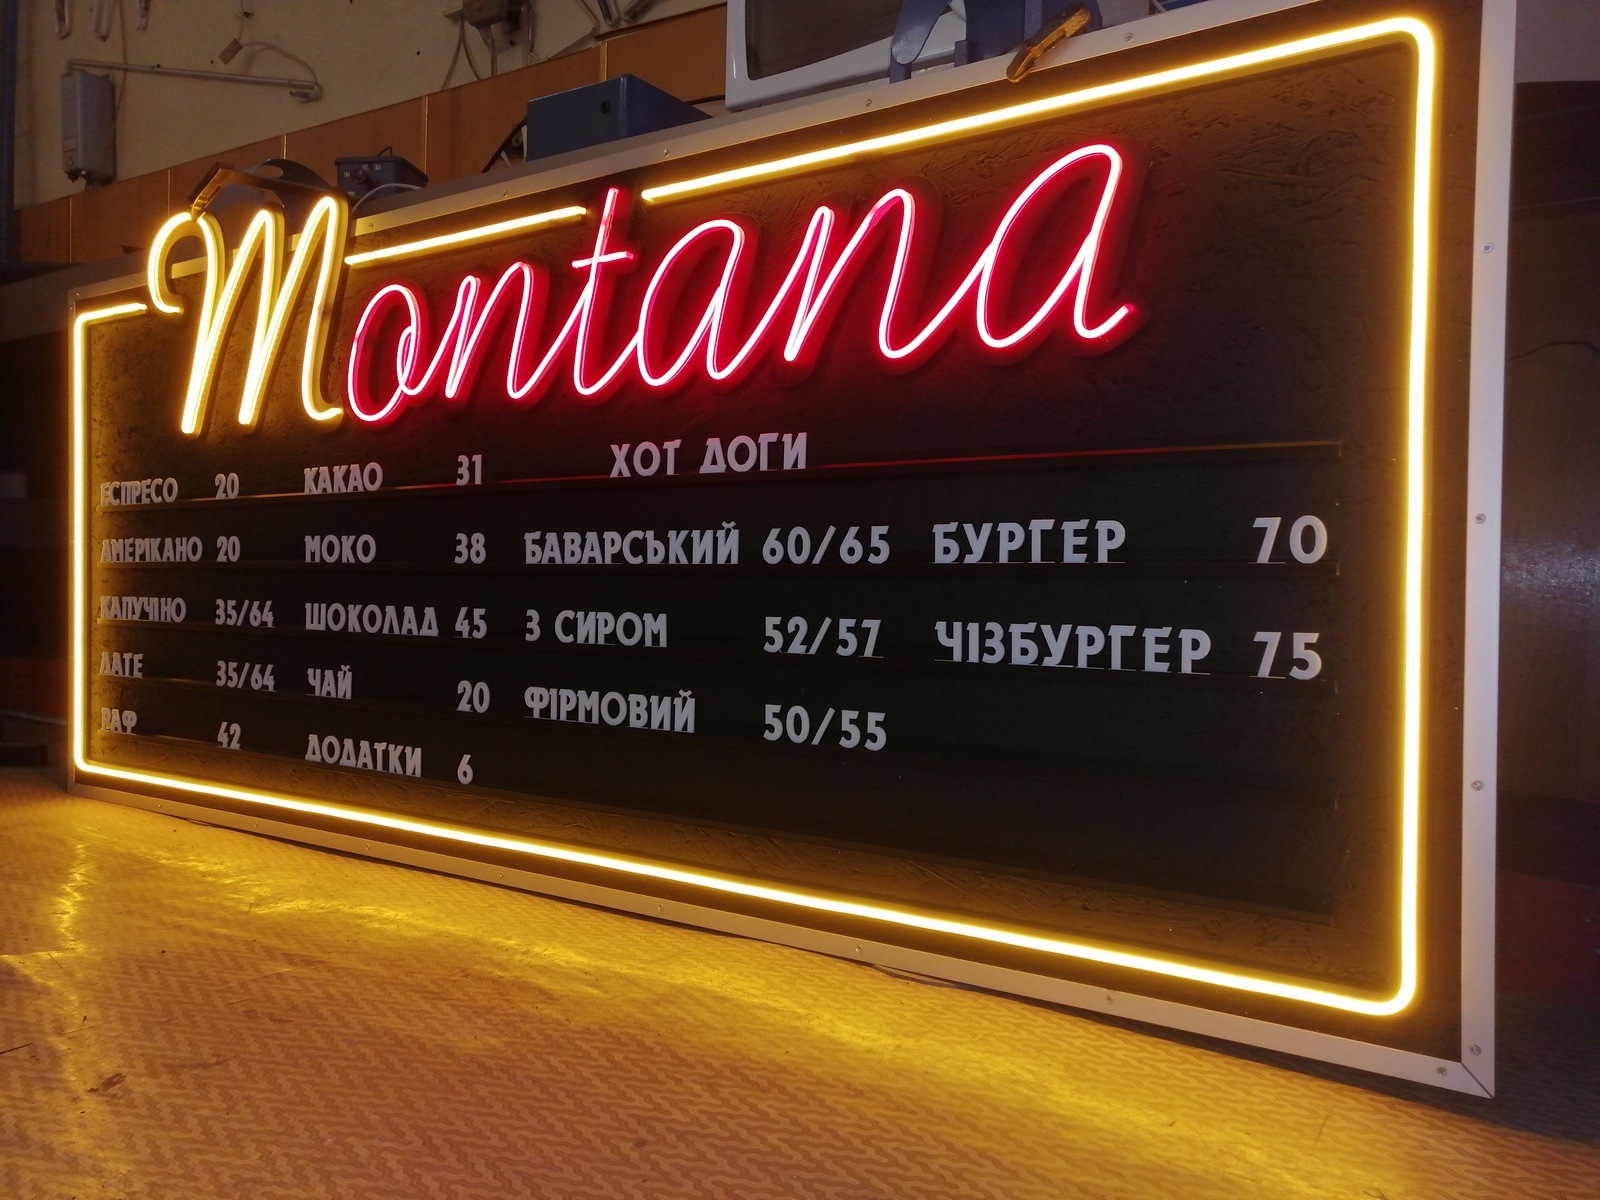 Montana
ХОТ ДОГИ
ЕСПРЕСО 20 КАКАО 31
АМЕРІКАНО 20 МОКО 38 БАВАРСЬКИЙ 60/65 БУРГЕР 70
КАПУЧІНО 35/64 ШОКОЛАД 45 З СИРОМ 52/57 ЧІЗБУРГЕР 75
ЛАТЕ 35/64 ЧАЙ 20 ФІРМОВИЙ 50/55
РАФ 42 ДОДАТКИ 6